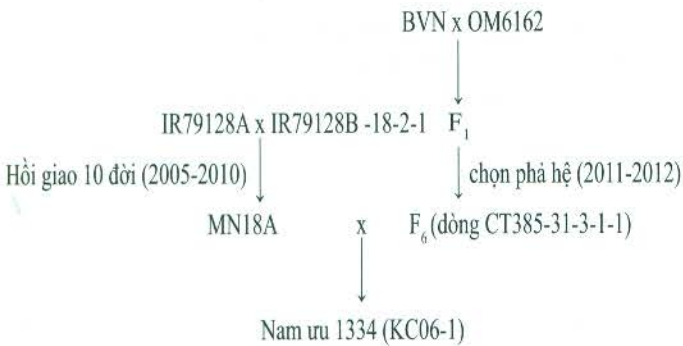 BVN x OM6162
IR79128A x IR79128B -18-2-1 F₁
Hồi giao 10 đời (2005-2010) chọn phả hệ (2011-2012)
MN18A x F₆ (dòng CT385-31-3-1-1)
Nam ưu 1334 (KC06-1)